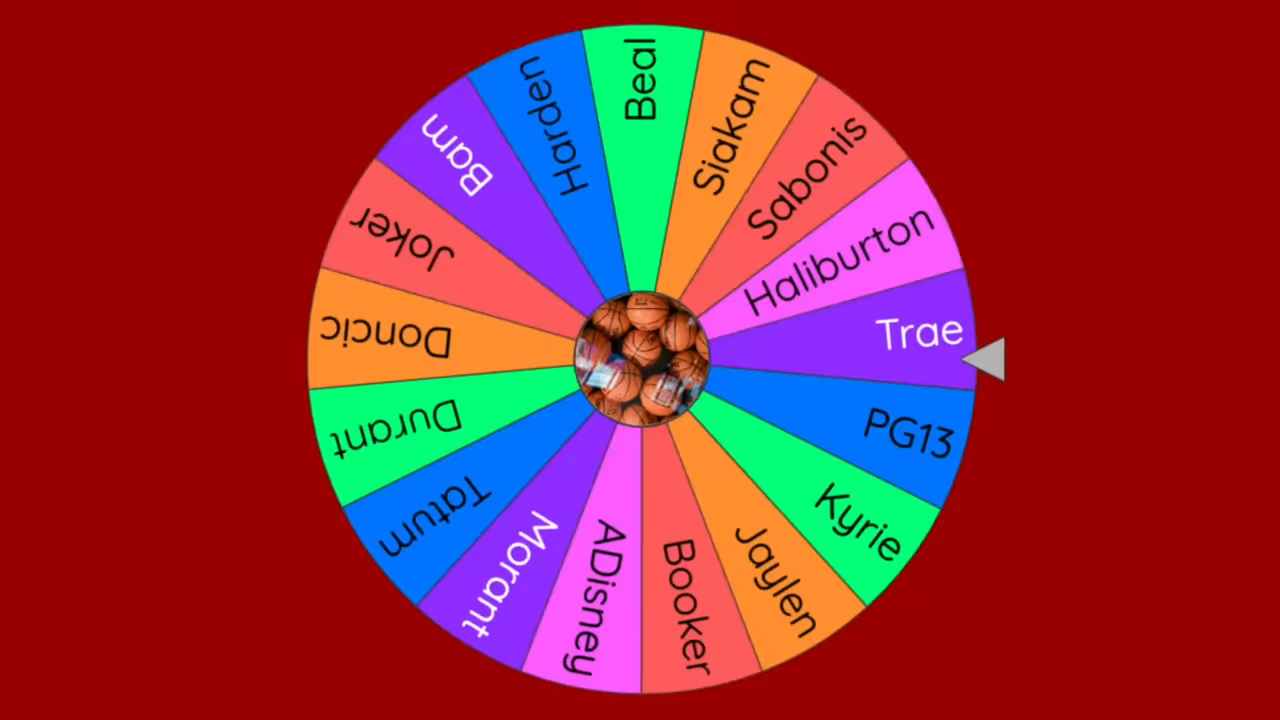 Beal
Siakam
Sabonis
Haliburton
Trae
PG13
Kyrie
Jaylen
Booker
ADisney
Morant
Tatum
Durant
Doncic
Joker
Bam
Harden